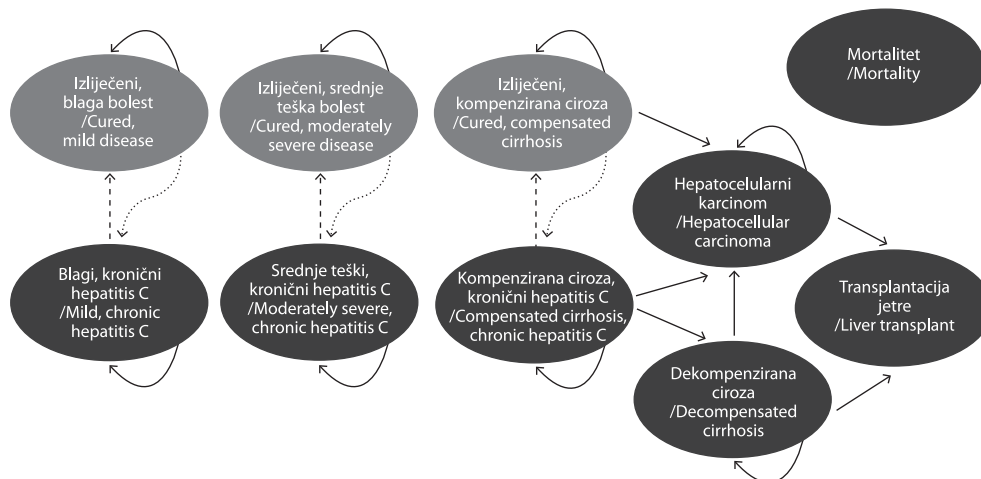 Izliječeni,
blaga bolest
/Cured,
mild disease
Izliječeni, srednje
teška bolest
/Cured, moderately
severe disease
Izliječeni,
kompenzirana ciroza
/Cured, compensated
cirrhosis
Mortalitet
/Mortality
Hepatocelularni
karcinom
/Hepatocellular
carcinoma
Blagi, kronični
hepatitis C
/Mild, chronic
hepatitis C
Srednje teški,
kronični hepatitis C
/Moderately severe,
chronic hepatitis C
Kompenzirana ciroza,
kronični hepatitis C
/Compensated cirrhosis,
chronic hepatitis C
Transplantacija
jetre
/Liver transplant
Dekompenzirana
ciroza
/Decompensated
cirrhosis